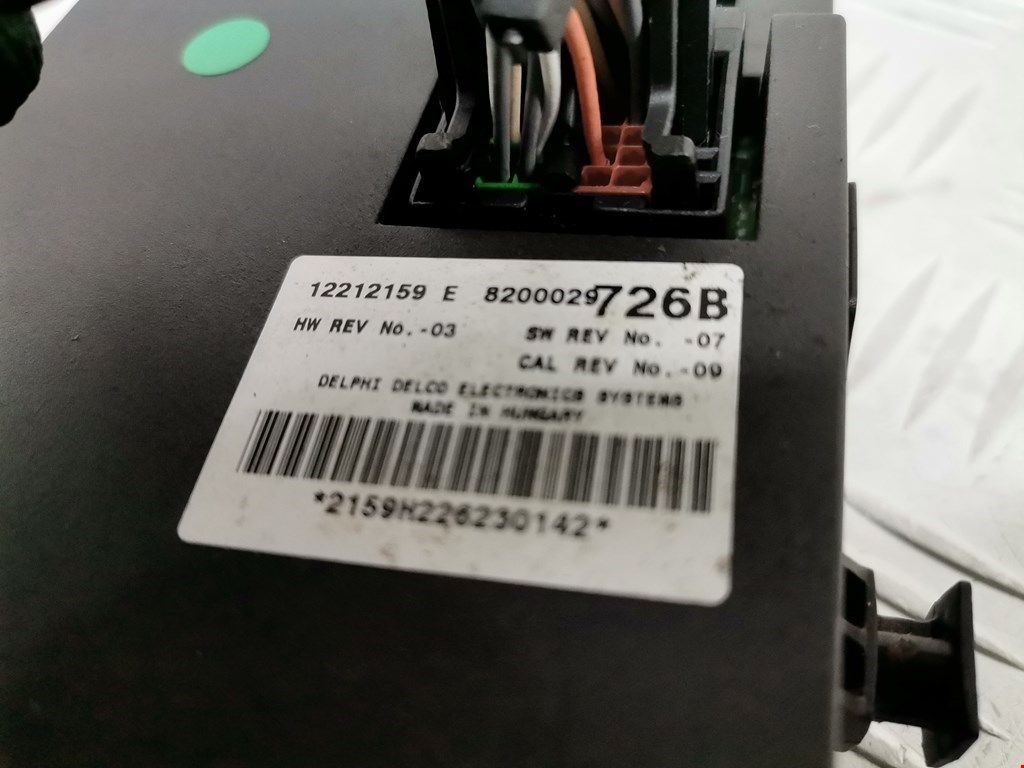 12212159 E 8200029726B
HW REV No. -03 SW REV No. -07
CAL REV No. -09
DELPHI DELCO ELECTRONICS SYSTEMS
MADE IN HUNGARY
*2159H226230142*